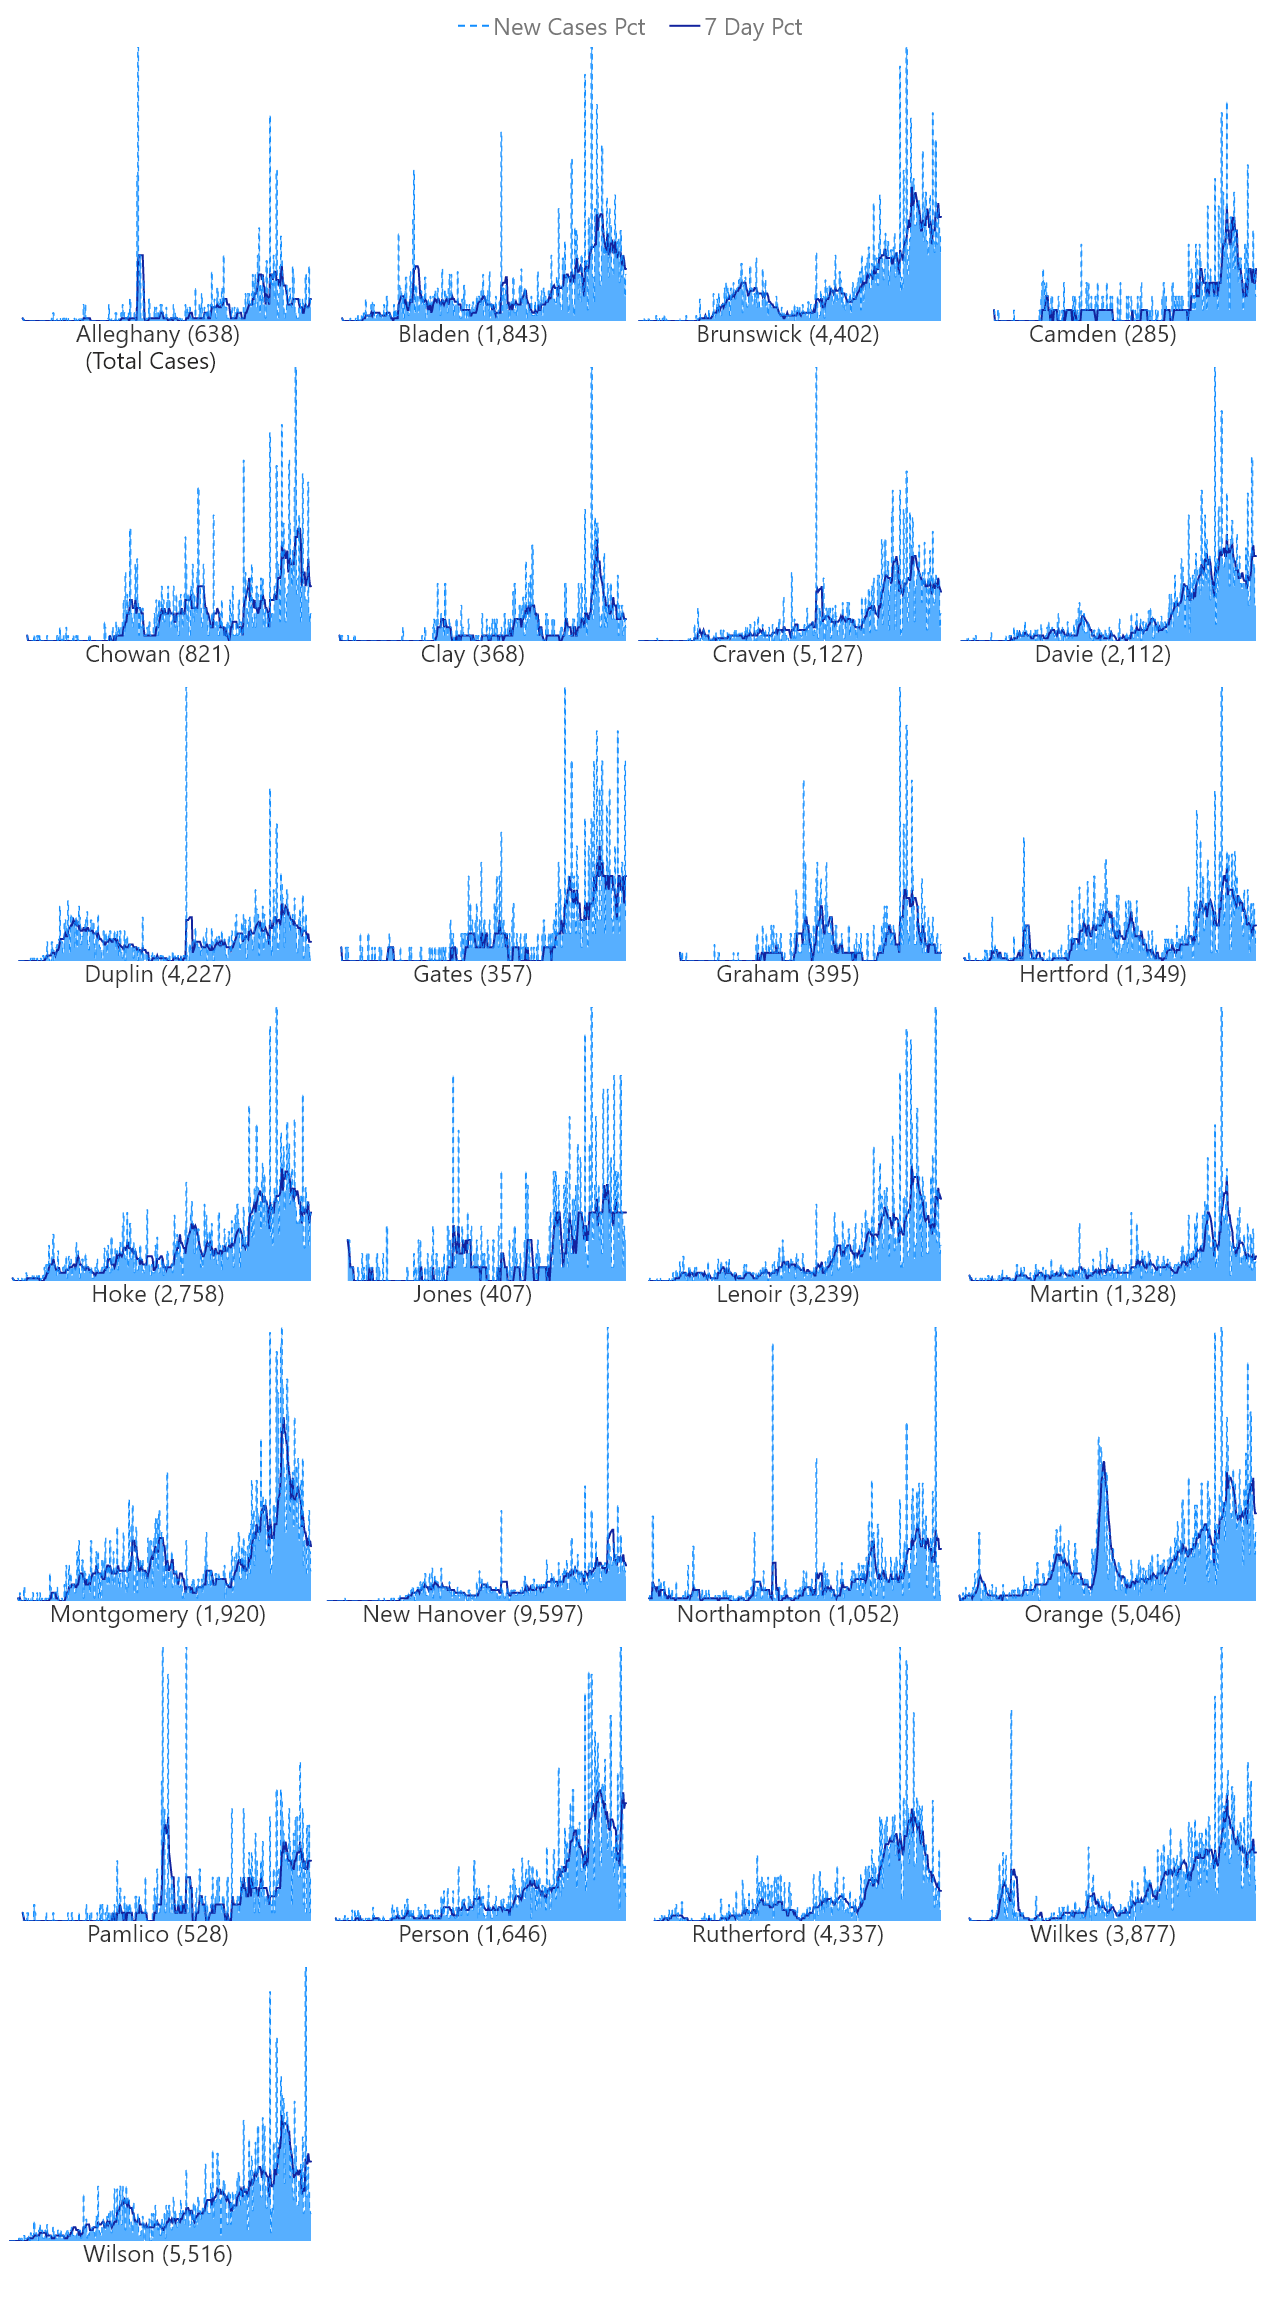 New Cases Pct 7 Day Pct
Alleghany (638) Bladen (1,843) Brunswick (4,402) Camden (285)
(Total Cases)
Chowan (821) Clay (368) Craven (5,127) Davie (2,112)
Duplin (4,227) Gates (357) Graham (395) Hertford (1,349)
Hoke (2,758) Jones (407) Lenoir (3,239) Martin (1,328)
Montgomery (1,920) New Hanover (9,597) Northampton (1,052) Orange (5,046)
Pamlico (528) Person (1,646) Rutherford (4,337) Wilkes (3,877)
Wilson (5,516)